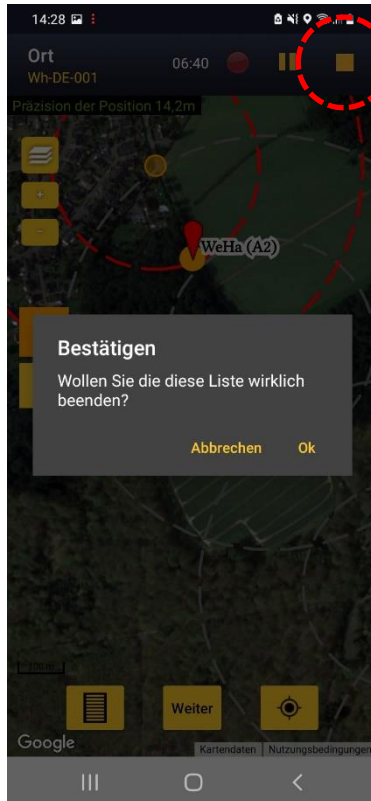 14:28
Ort
Wh-DE-001
06:40
Präzision der Position 14,2m
+
-
WeHa (A2)
Bestätigen
Wollen Sie die diese Liste wirklich
beenden?
Abbrechen Ok
100 m
Weiter
Google
Kartendaten Nutzungsbedingungen